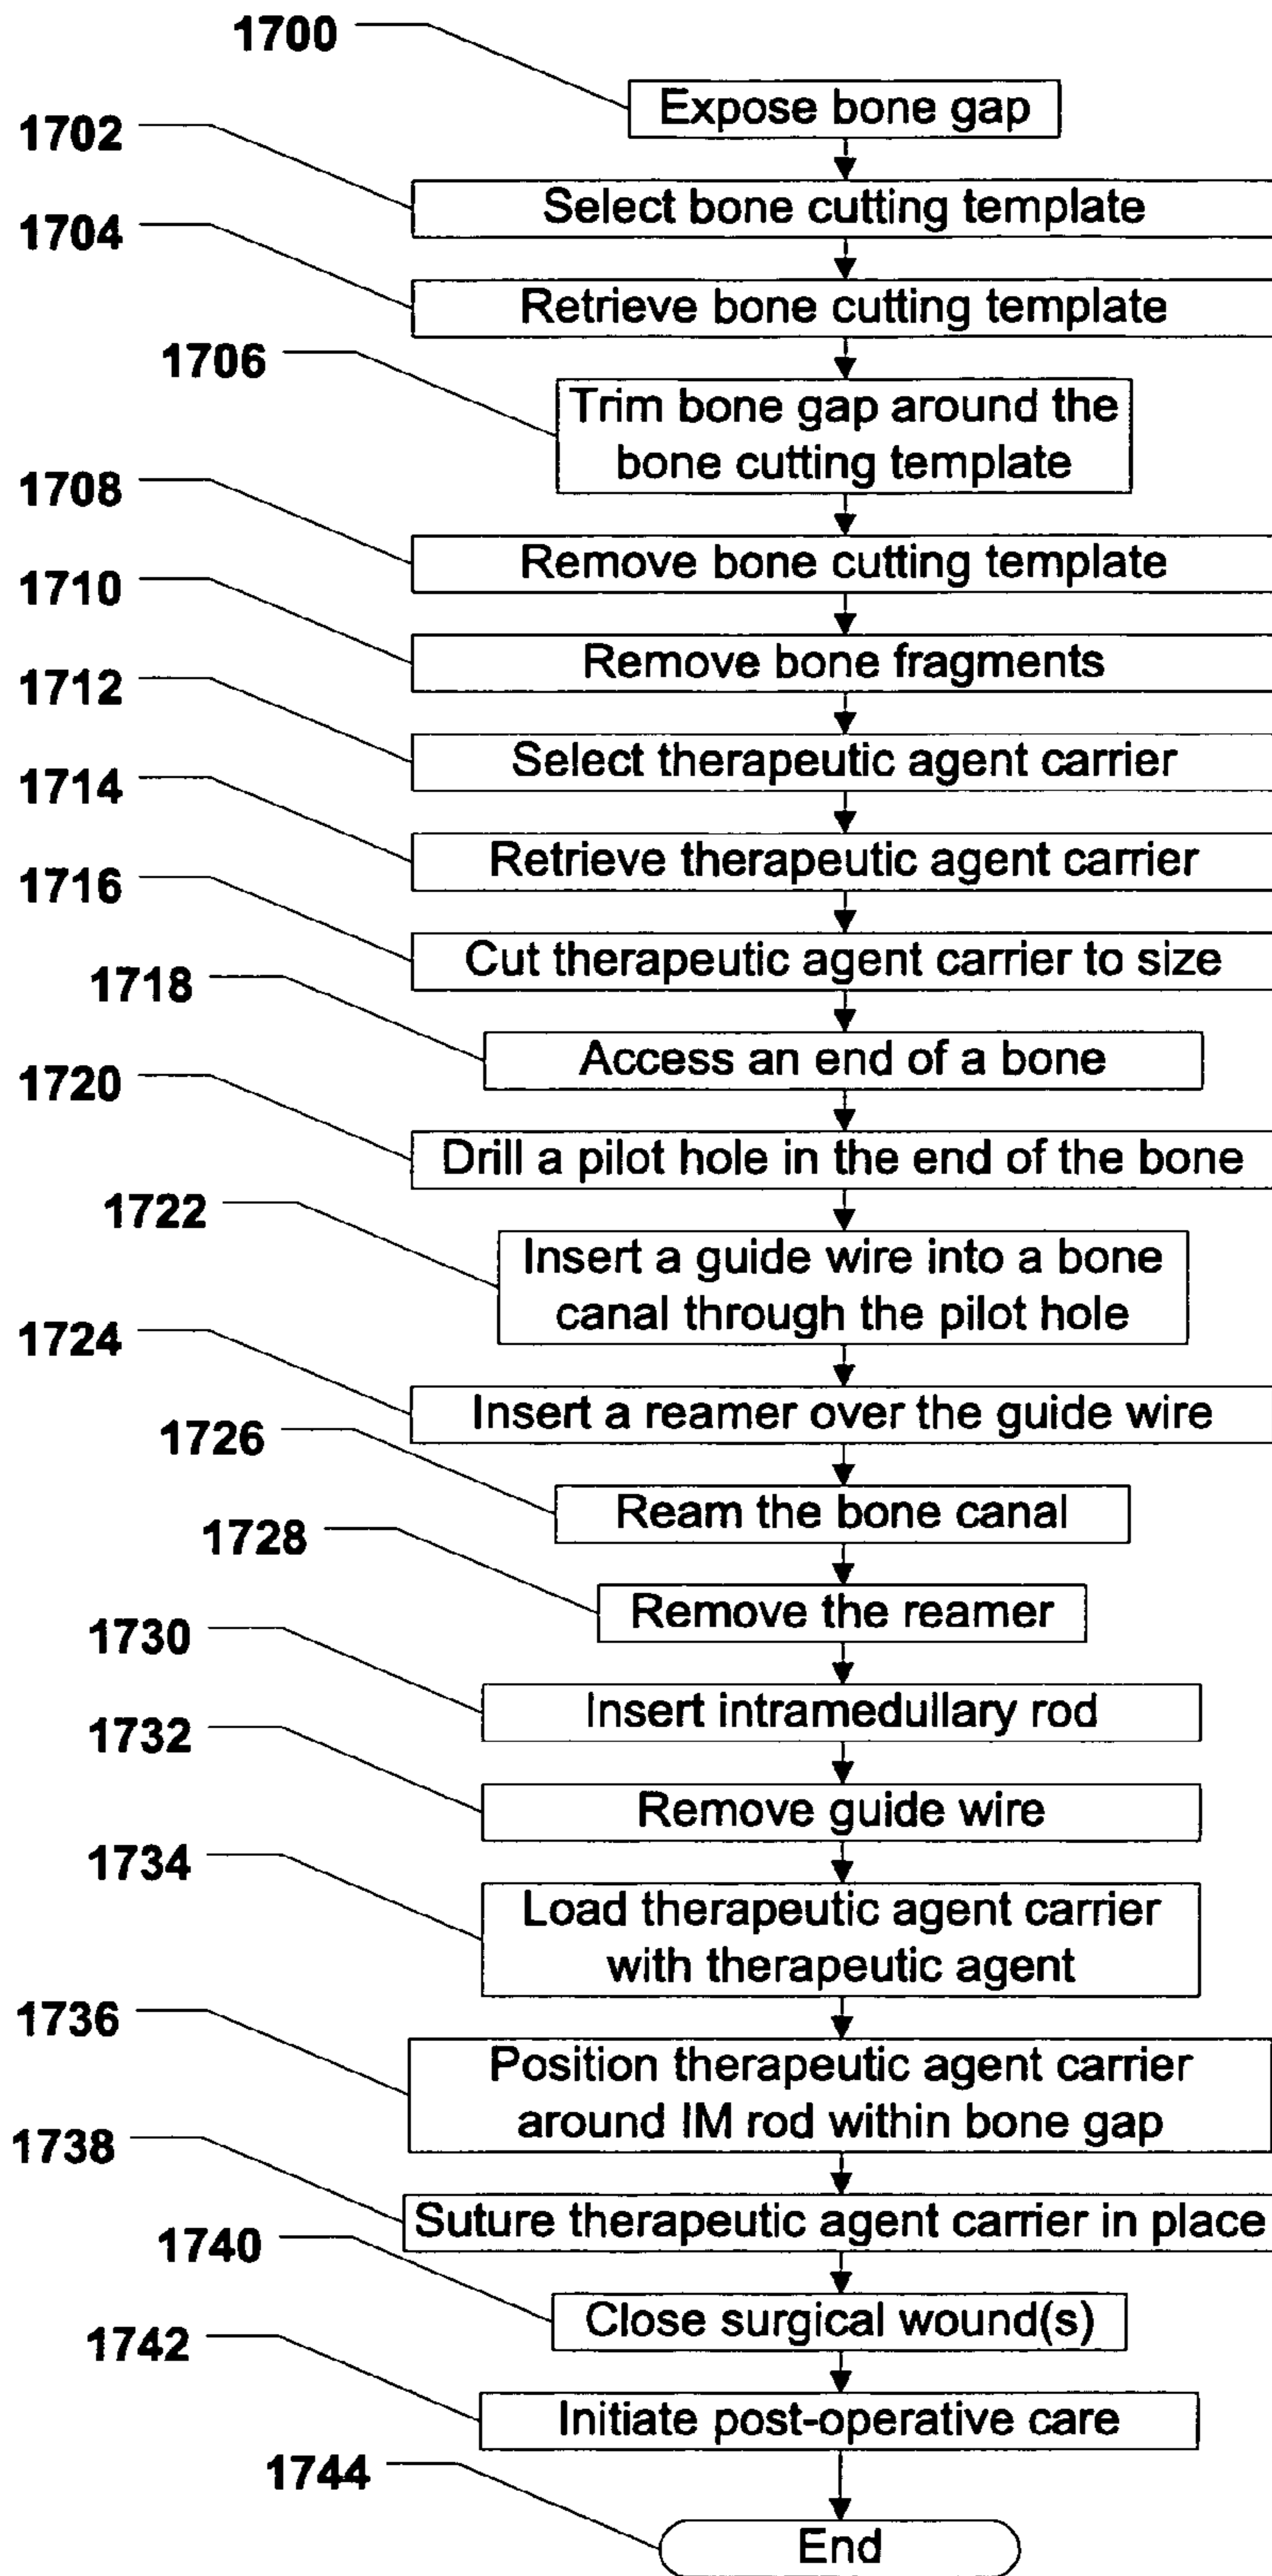 1700
Expose bone gap
1702
Select bone cutting template
1704
Retrieve bone cutting template
1706
Trim bone gap around the
bone cutting template
1708
Remove bone cutting template
1710
Remove bone fragments
1712
Select therapeutic agent carrier
1714
Retrieve therapeutic agent carrier
1716
Cut therapeutic agent carrier to size
1718
Access an end of a bone
1720
Drill a pilot hole in the end of the bone
1722
Insert a guide wire into a bone
canal through the pilot hole
1724
Insert a reamer over the guide wire
1726
Ream the bone canal
1728
Remove the reamer
1730
Insert intramedullary rod
1732
Remove guide wire
1734
Load therapeutic agent carrier
with therapeutic agent
1736
Position therapeutic agent carrier
around IM rod within bone gap
1738
Suture therapeutic agent carrier in place
1740
Close surgical wound(s)
1742
Initiate post-operative care
1744
End